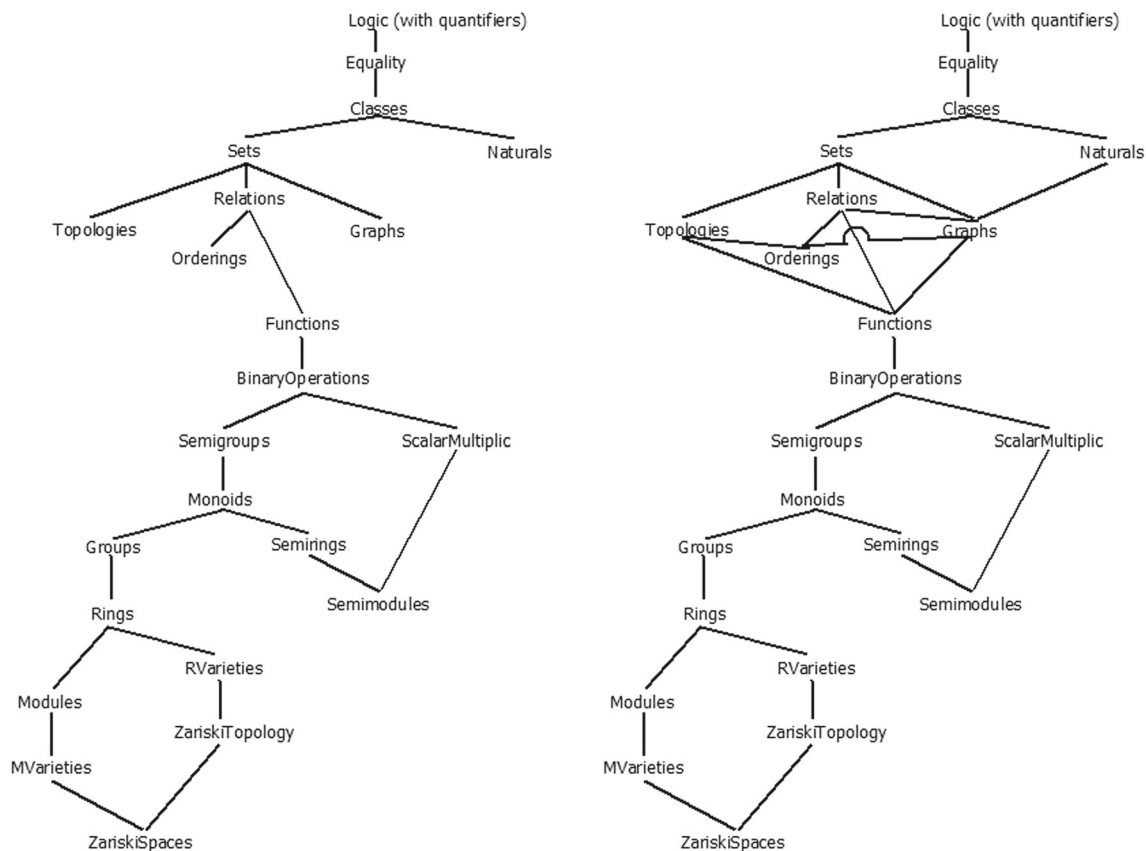 Logic (with quantifiers)
Equality
Classes
Sets
Naturals
Relations
Topologies
Graphs
Orderings
Functions
BinaryOperations
Semigroups
ScalarMultiplic
Monoids
Groups
Semirings
Semimodules
Rings
RVarieties
Modules
ZariskiTopology
MVarieties
ZariskiSpaces
Logic (with quantifiers)
Equality
Classes
Sets
Naturals
Relations
Topologies
Graphs
Orderings
Functions
BinaryOperations
Semigroups
ScalarMultiplic
Monoids
Groups
Semirings
Semimodules
Rings
RVarieties
Modules
ZariskiTopology
MVarieties
ZariskiSpaces